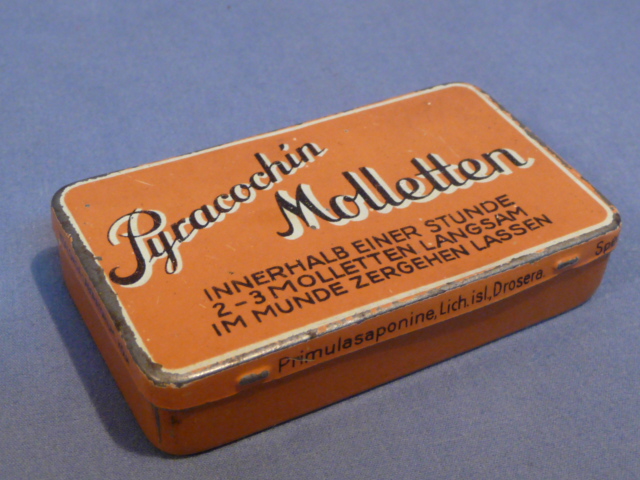 Pyracochin
Molletten
INNERHALB EINER STUNDE
2-3 MOLLETTEN LANGSAM
IM MUNDE ZERGEHEN LASSEN
Primulasaponine, Lich. isl., Drosera